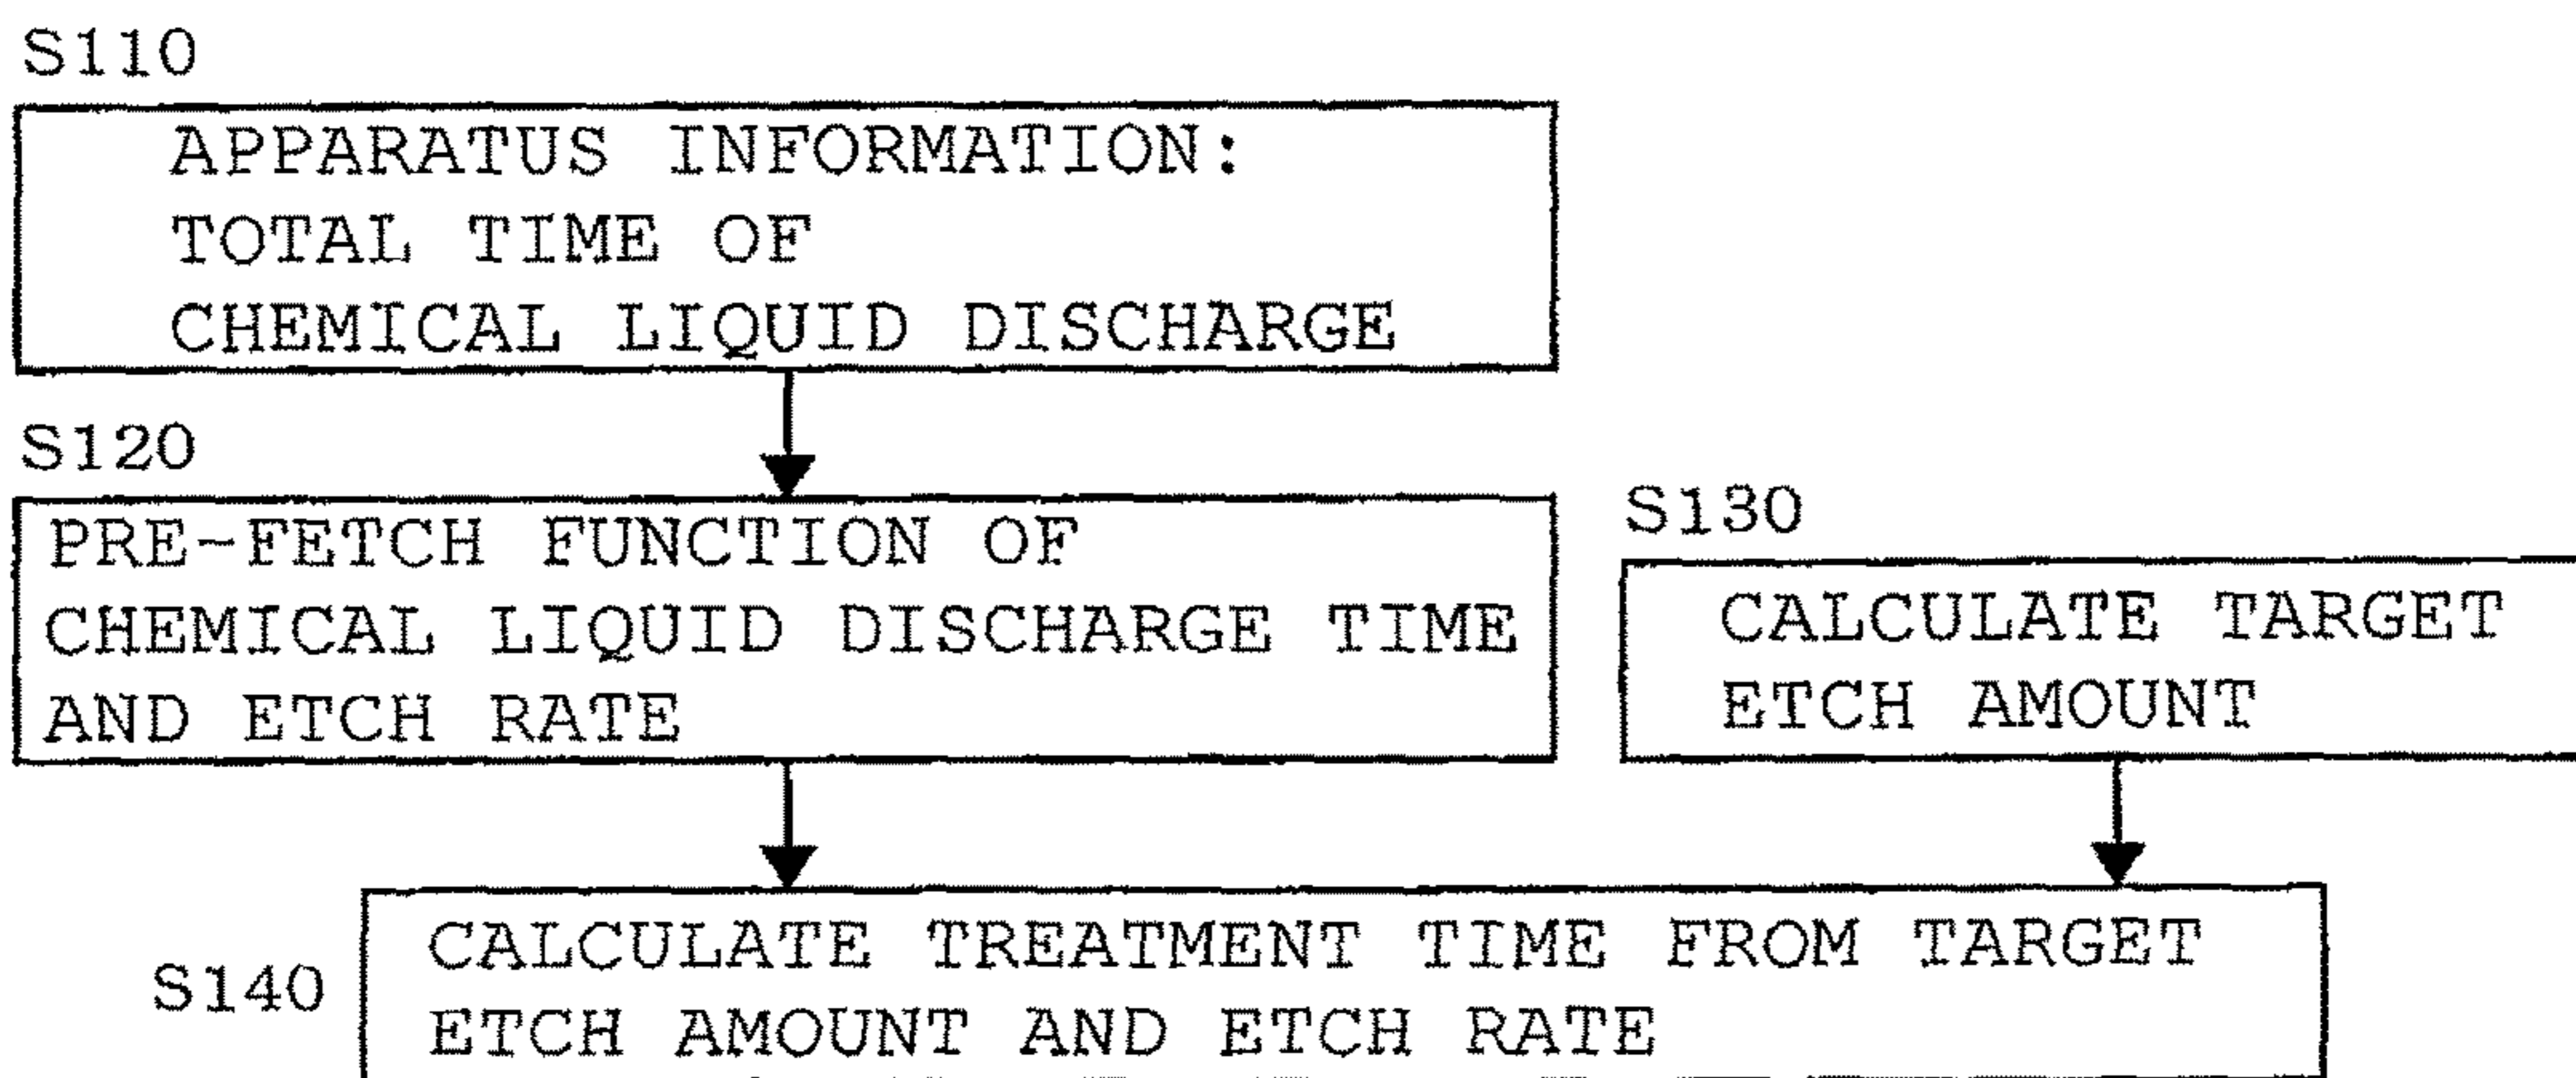 S110
APPARATUS INFORMATION:
TOTAL TIME OF
CHEMICAL LIQUID DISCHARGE
S120
PRE-FETCH FUNCTION OF
CHEMICAL LIQUID DISCHARGE TIME
AND ETCH RATE
S130
CALCULATE TARGET
ETCH AMOUNT
S140
CALCULATE TREATMENT TIME FROM TARGET
ETCH AMOUNT AND ETCH RATE